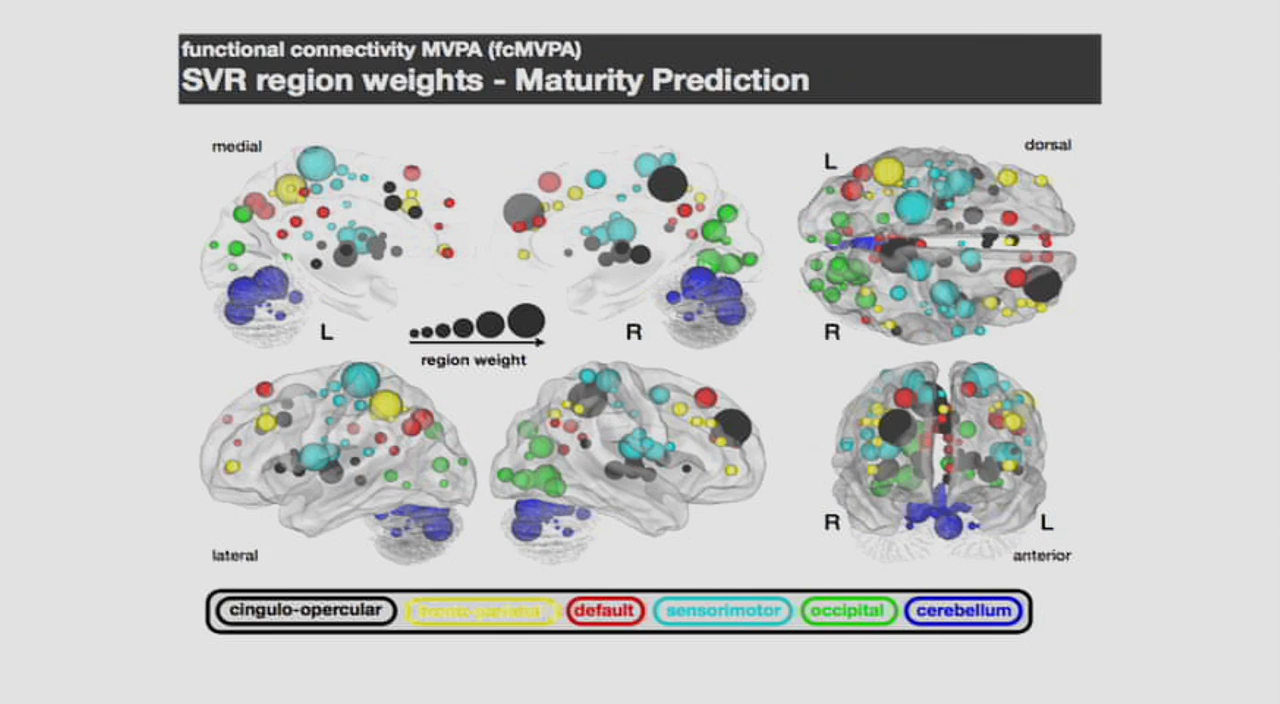 functional connectivity MVPA (fcMVPA)
SVR region weights - Maturity Prediction
medial
dorsal
L
L
R
region weight
R
lateral
R
L
anterior
cingulo-opercular
default
sensorimotor
occipital
cerebellum